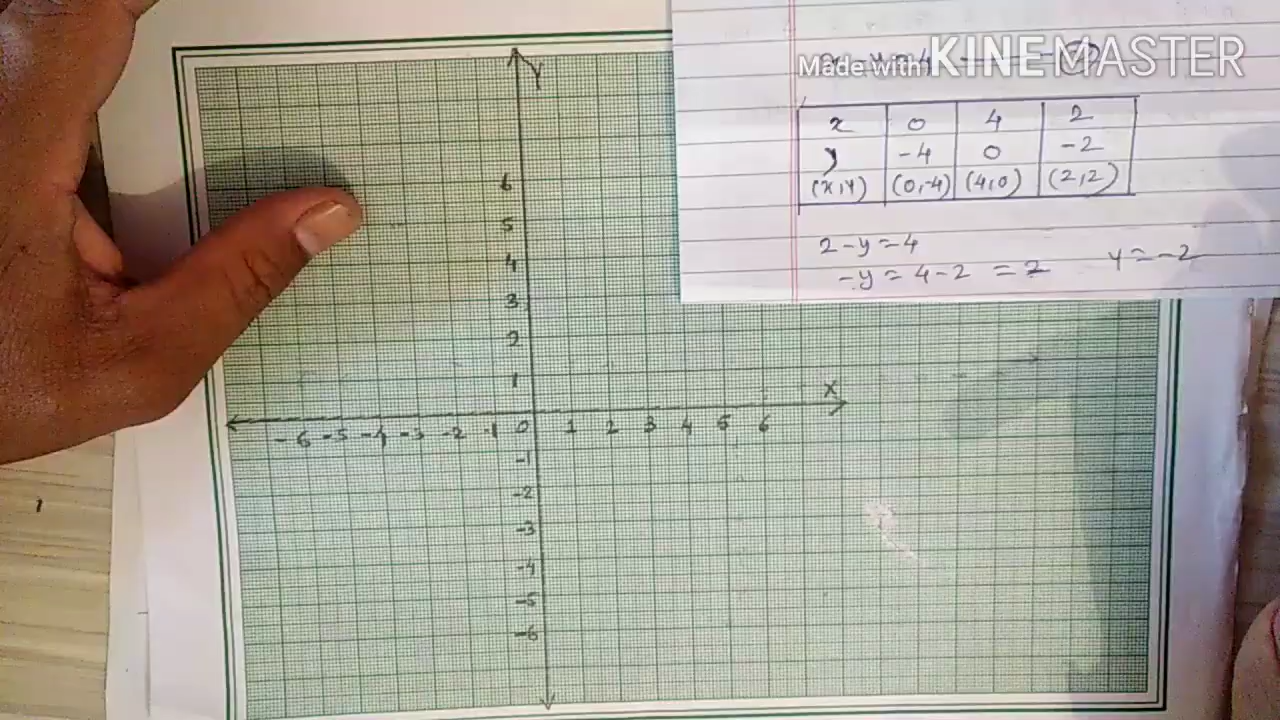 Made with KINEMASTER
x - y = 4 - - - ①
x 0 4 2
y -4 0 -2
(x,y) (0,-4) (4,0) (2,2)
2 - y = 4
-y = 4 - 2 = 2 y = -2
Y
6
5
4
3
2
1
X
-6 -5 -4 -3 -2 -1 0 1 2 3 4 5 6
-1
-2
-3
-4
-5
-6